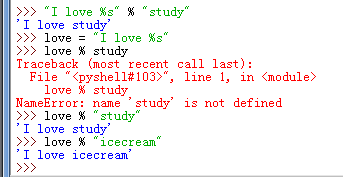 >>> "I love %s" % "study"
'I love study'
>>> love = "I love %s"
>>> love % study
Traceback (most recent call last):
  File "<pyshell#103>", line 1, in <module>
    love % study
NameError: name 'study' is not defined
>>> love % "study"
'I love study'
>>> love % "icecream"
'I love icecream'
>>>